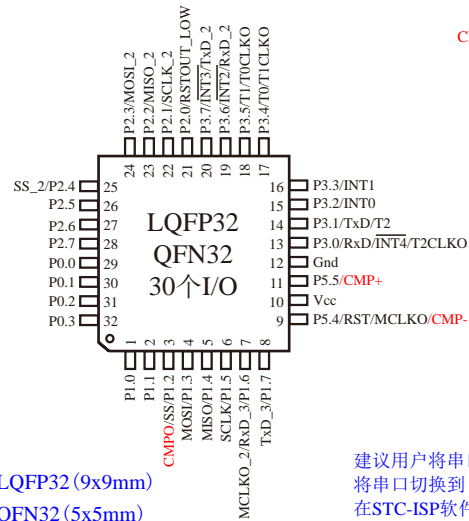 C
P2.3/MOSI_2
P2.2/MISO_2
P2.1/SCLK_2
P2.0/RSTOUT_LOW
P3.7/INT3/TxD_2
P3.6/INT2/RxD_2
P3.5/T1/T0CLKO
P3.4/T0/T1CLKO
24 23 22 21 20 19 18 17
SS_2/P2.4 25
P2.5 26
P2.6 27
P2.7 28
P0.0 29
P0.1 30
P0.2 31
P0.3 32
LQFP32
QFN32
30个I/O
16 P3.3/INT1
15 P3.2/INT0
14 P3.1/TxD/T2
13 P3.0/RxD/INT4/T2CLKO
12 Gnd
11 P5.5/CMP+
10 Vcc
9 P5.4/RST/MCLKO/CMP-
1 2 3 4 5 6 7 8
P1.0
P1.1
CMPO/SS/P1.2
MOSI/P1.3
MISO/P1.4
SCLK/P1.5
MCLKO_2/RxD_3/P1.6
TxD_3/P1.7
LQFP32(9x9mm)
QFN32(5x5mm)
建议用户将串
将串口切换到
在STC-ISP软